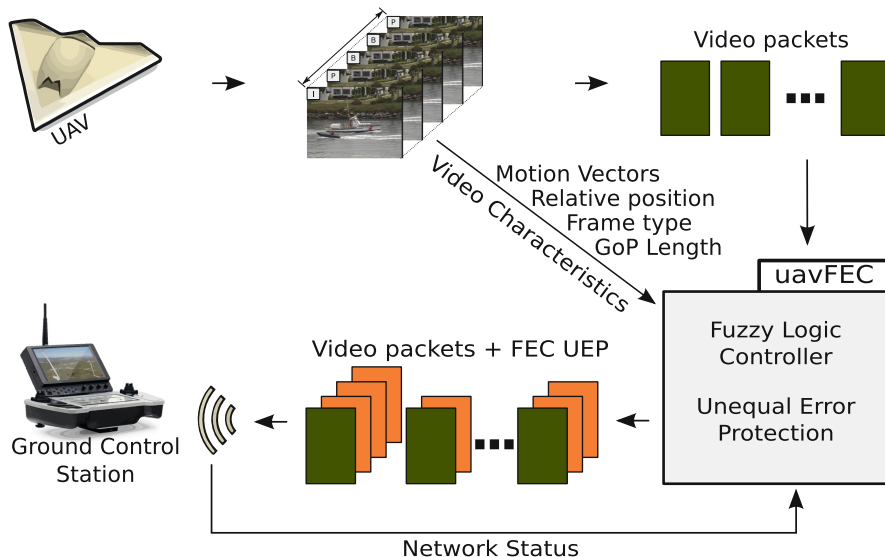 UAV
I
P
B
B
P
Video packets
Motion Vectors
Relative position
Frame type
GoP Length
Video Characteristics
uavFEC
Fuzzy Logic
Controller
Unequal Error
Protection
Video packets + FEC UEP
Ground Control
Station
Network Status